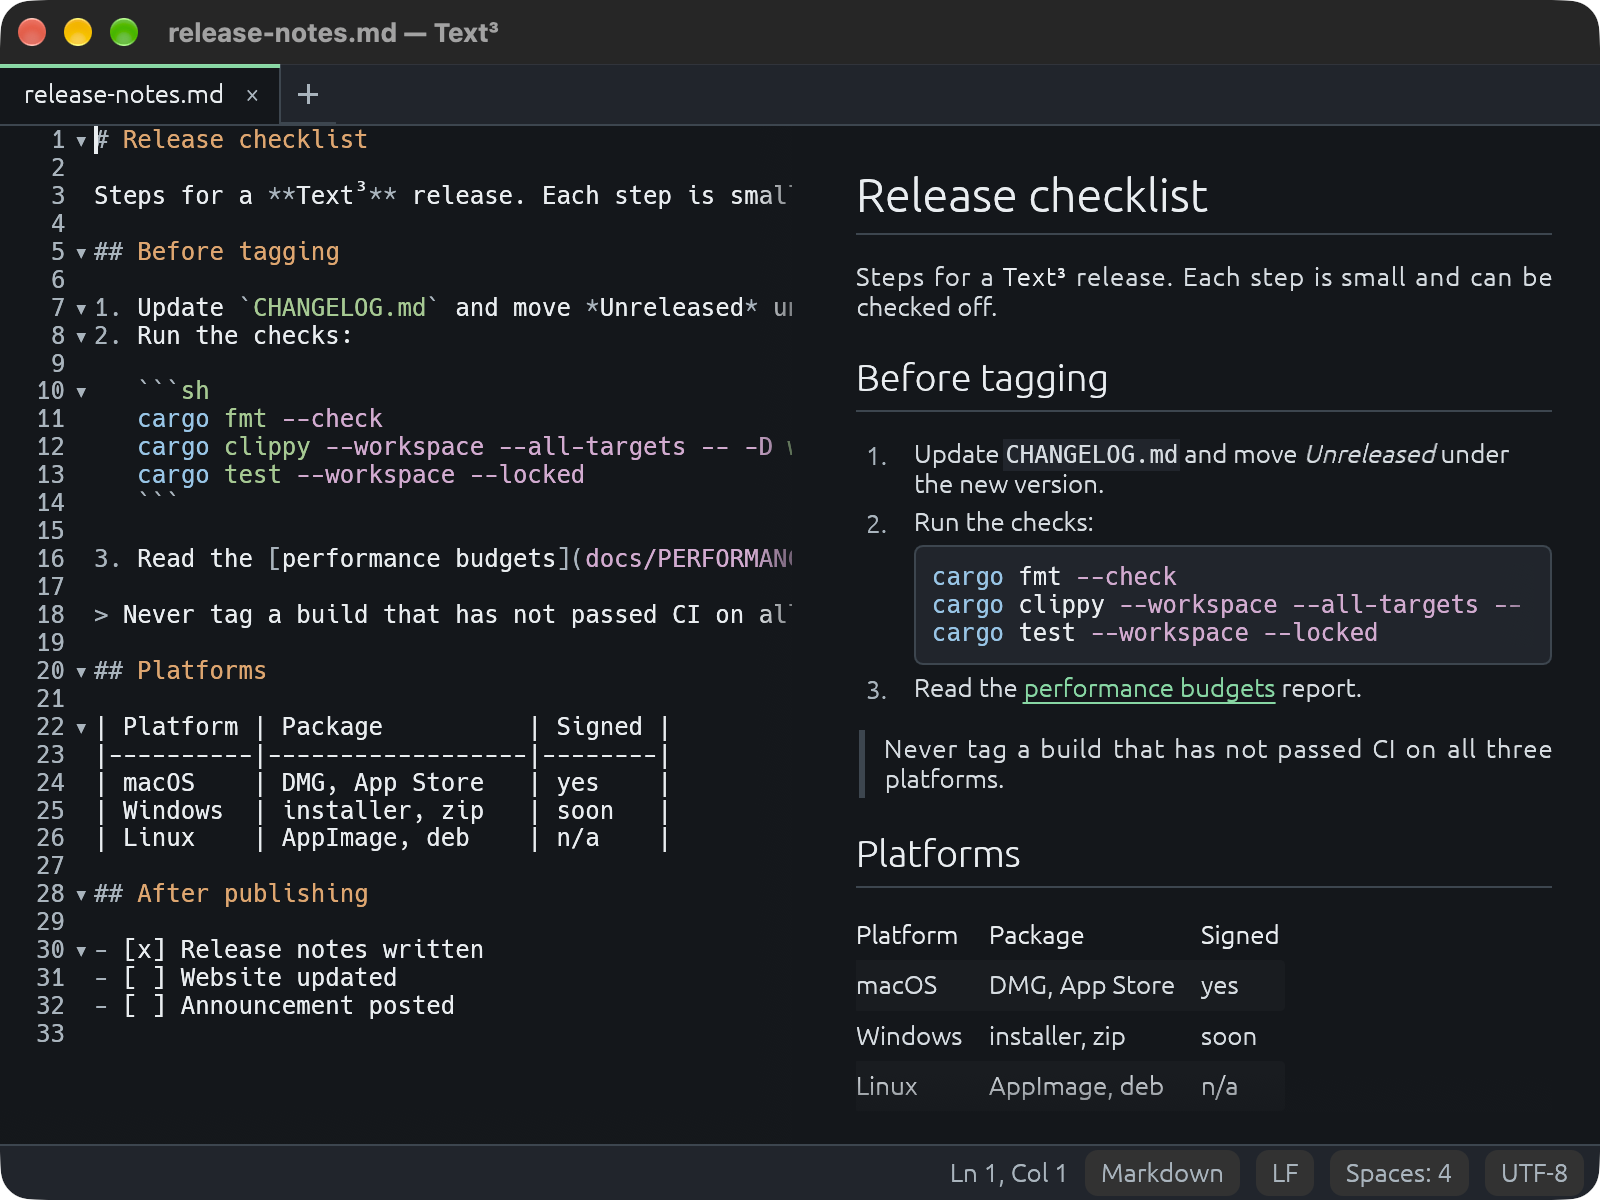 release-notes.md — Text³
release-notes.md × +
1 ▾ # Release checklist
2
3 Steps for a **Text³** release. Each step is smal
4
5 ▾ ## Before tagging
6
7 ▾ 1. Update `CHANGELOG.md` and move *Unreleased*
8 ▾ 2. Run the checks:
9
10 ▾ ```sh
11 cargo fmt --check
12 cargo clippy --workspace --all-targets -- -D
13 cargo test --workspace --locked
14 ```
15
16 3. Read the [performance budgets](docs/PERFORMAN
17
18 > Never tag a build that has not passed CI on al
19
20 ▾ ## Platforms
21
22 ▾ | Platform | Package          | Signed |
23 |----------|------------------|--------|
24 | macOS    | DMG, App Store   | yes    |
25 | Windows  | installer, zip   | soon   |
26 | Linux    | AppImage, deb    | n/a    |
27
28 ▾ ## After publishing
29
30 ▾ - [x] Release notes written
31 - [ ] Website updated
32 - [ ] Announcement posted
33
Release checklist
Steps for a Text³ release. Each step is small and can be
checked off.
Before tagging
1. Update CHANGELOG.md and move Unreleased under
the new version.
2. Run the checks:
cargo fmt --check
cargo clippy --workspace --all-targets --
cargo test --workspace --locked
3. Read the performance budgets report.
Never tag a build that has not passed CI on all three
platforms.
Platforms
Platform Package Signed
macOS DMG, App Store yes
Windows installer, zip soon
Linux AppImage, deb n/a
Ln 1, Col 1 Markdown LF Spaces: 4 UTF-8